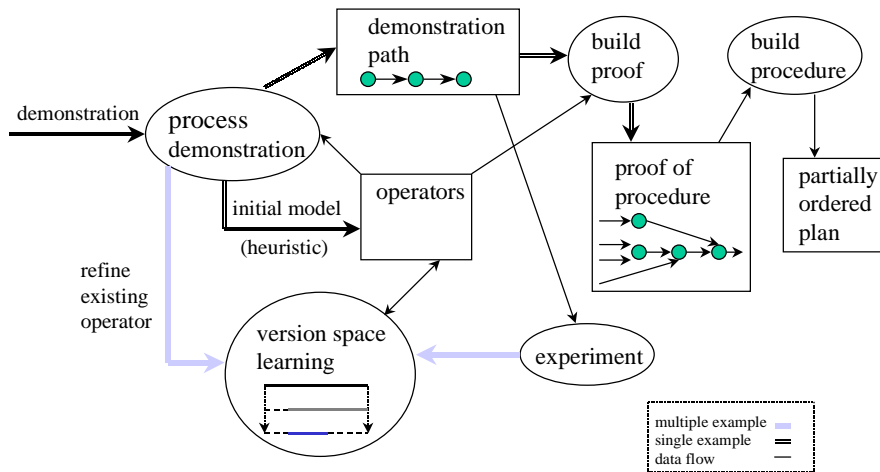 demonstration
path
build
proof
build
procedure
demonstration
process
demonstration
operators
proof of
procedure
partially
ordered
plan
initial model
(heuristic)
refine
existing
operator
version space
learning
experiment
multiple example
single example
data flow